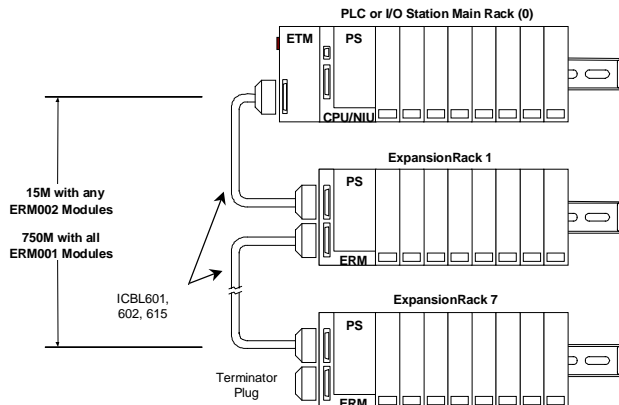 PLC or I/O Station Main Rack (0)
ETM
PS
CPU/NIU
ExpansionRack 1
PS
ERM
15M with any
ERM002 Modules
750M with all
ERM001 Modules
ICBL601,
602, 615
ExpansionRack 7
PS
Terminator
Plug
ERM